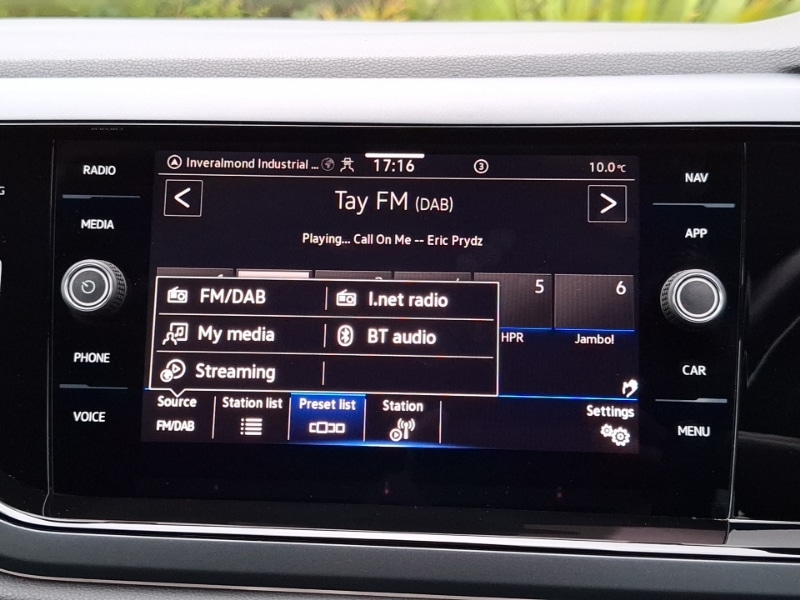 RADIO
MEDIA
PHONE
VOICE
Inveralmond Industrial ...
17:16
3
10.0°C
<
Tay FM (DAB)
>
Playing... Call On Me -- Eric Prydz
5
6
HPR
Jambo!
FM/DAB
I.net radio
My media
BT audio
Streaming
Source
FM/DAB
Station list
Preset list
Station
Settings
NAV
APP
CAR
MENU